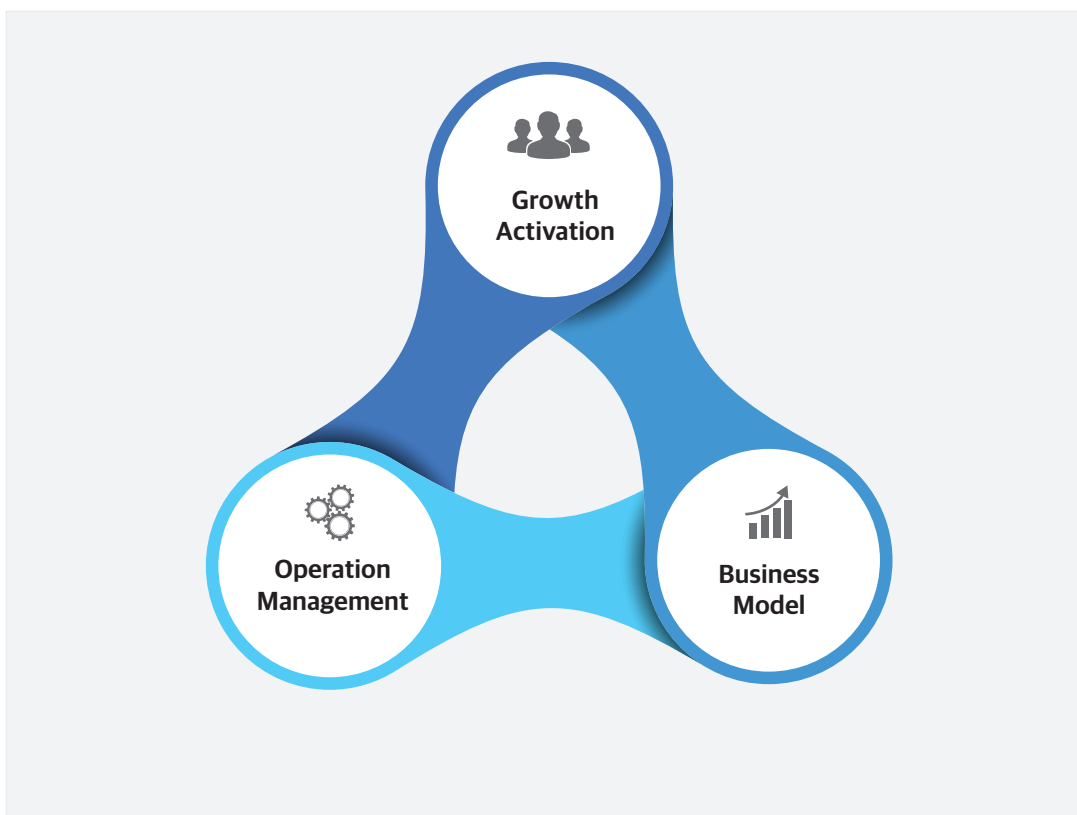 Growth
Activation
Operation
Management
Business
Model